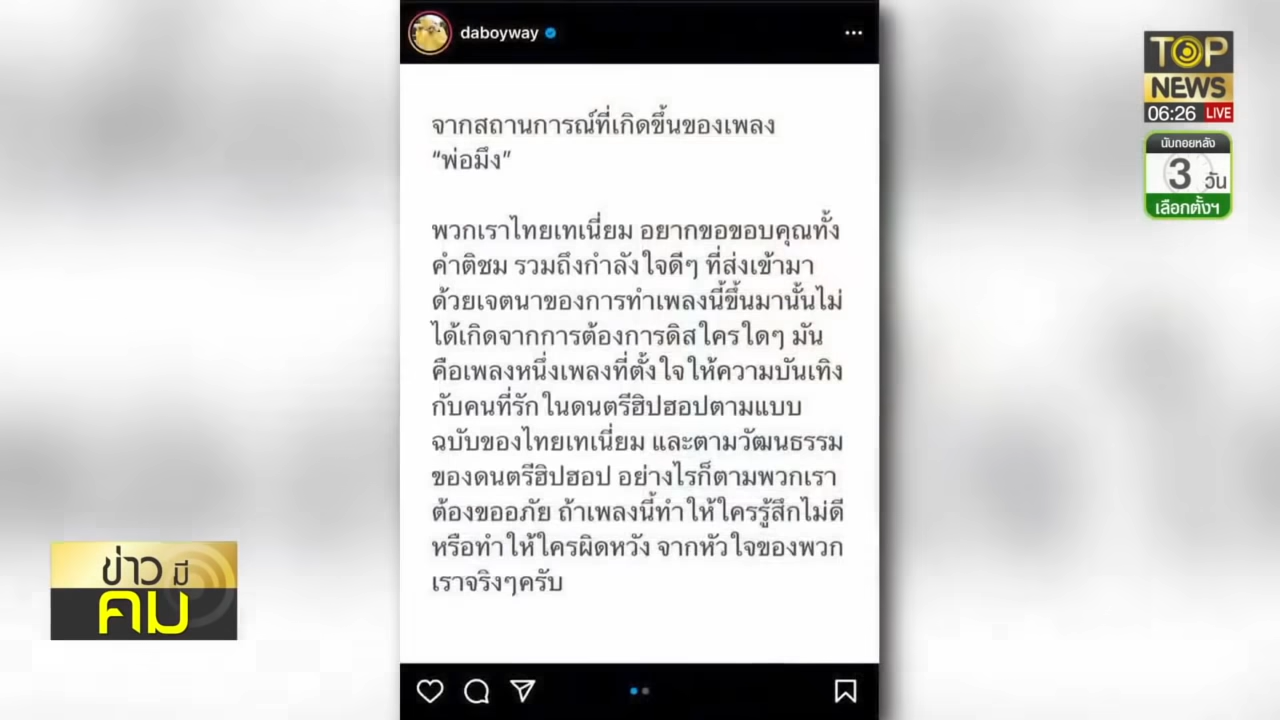 daboyway
จากสถานการณ์ที่เกิดขึ้นของเพลง
“พ่อมึง”
พวกเราไทยเทเนี่ยม อยากขอขอบคุณทั้ง
คำติชม รวมถึงกำลังใจดีๆ ที่ส่งเข้ามา
ด้วยเจตนาของการทำเพลงนี้ขึ้นมานั้นไม่
ได้เกิดจากการต้องการดิสใครใดๆ มัน
คือเพลงหนึ่งเพลงที่ตั้งใจให้ความบันเทิง
กับคนที่รักในดนตรีฮิปฮอปตามแบบ
ฉบับของไทยเทเนี่ยม และตามวัฒนธรรม
ของดนตรีฮิปฮอป อย่างไรก็ตามพวกเรา
ต้องขออภัย ถ้าเพลงนี้ทำให้ใครรู้สึกไม่ดี
หรือทำให้ใครผิดหวัง จากหัวใจของพวก
เราจริงๆครับ
TOP
NEWS
06:26 LIVE
นับถอยหลัง
3 วัน
เลือกตั้งฯ
ข่าวมี
คม